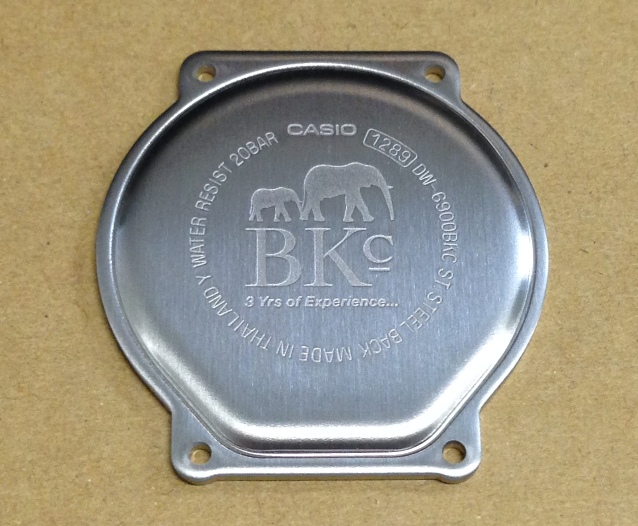 CASIO
1289 DW-6900BKC ST.STEEL BACK MADE IN THAILAND Y WATER RESIST 20BAR
BKc
3 Yrs of Experience...